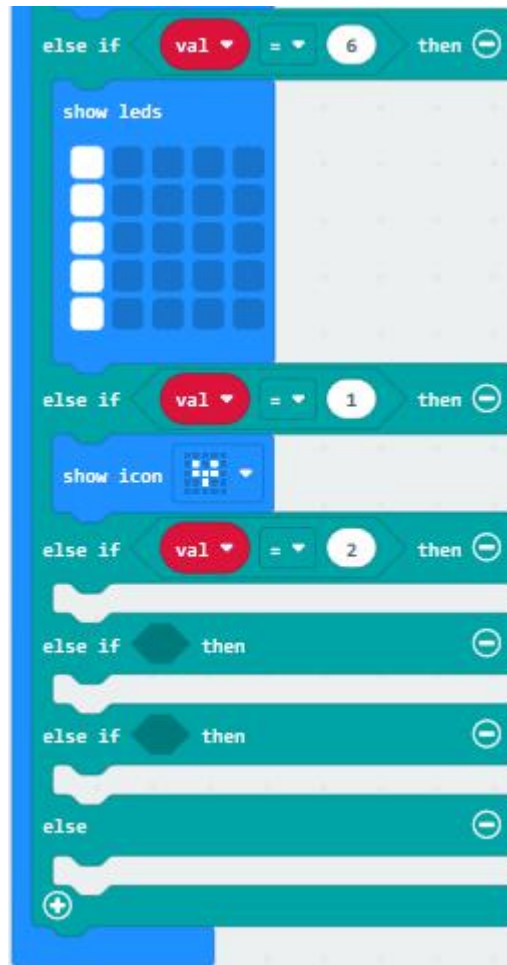 else if val = 6 then
show leds
else if val = 1 then
show icon
else if val = 2 then
else if then
else if then
else